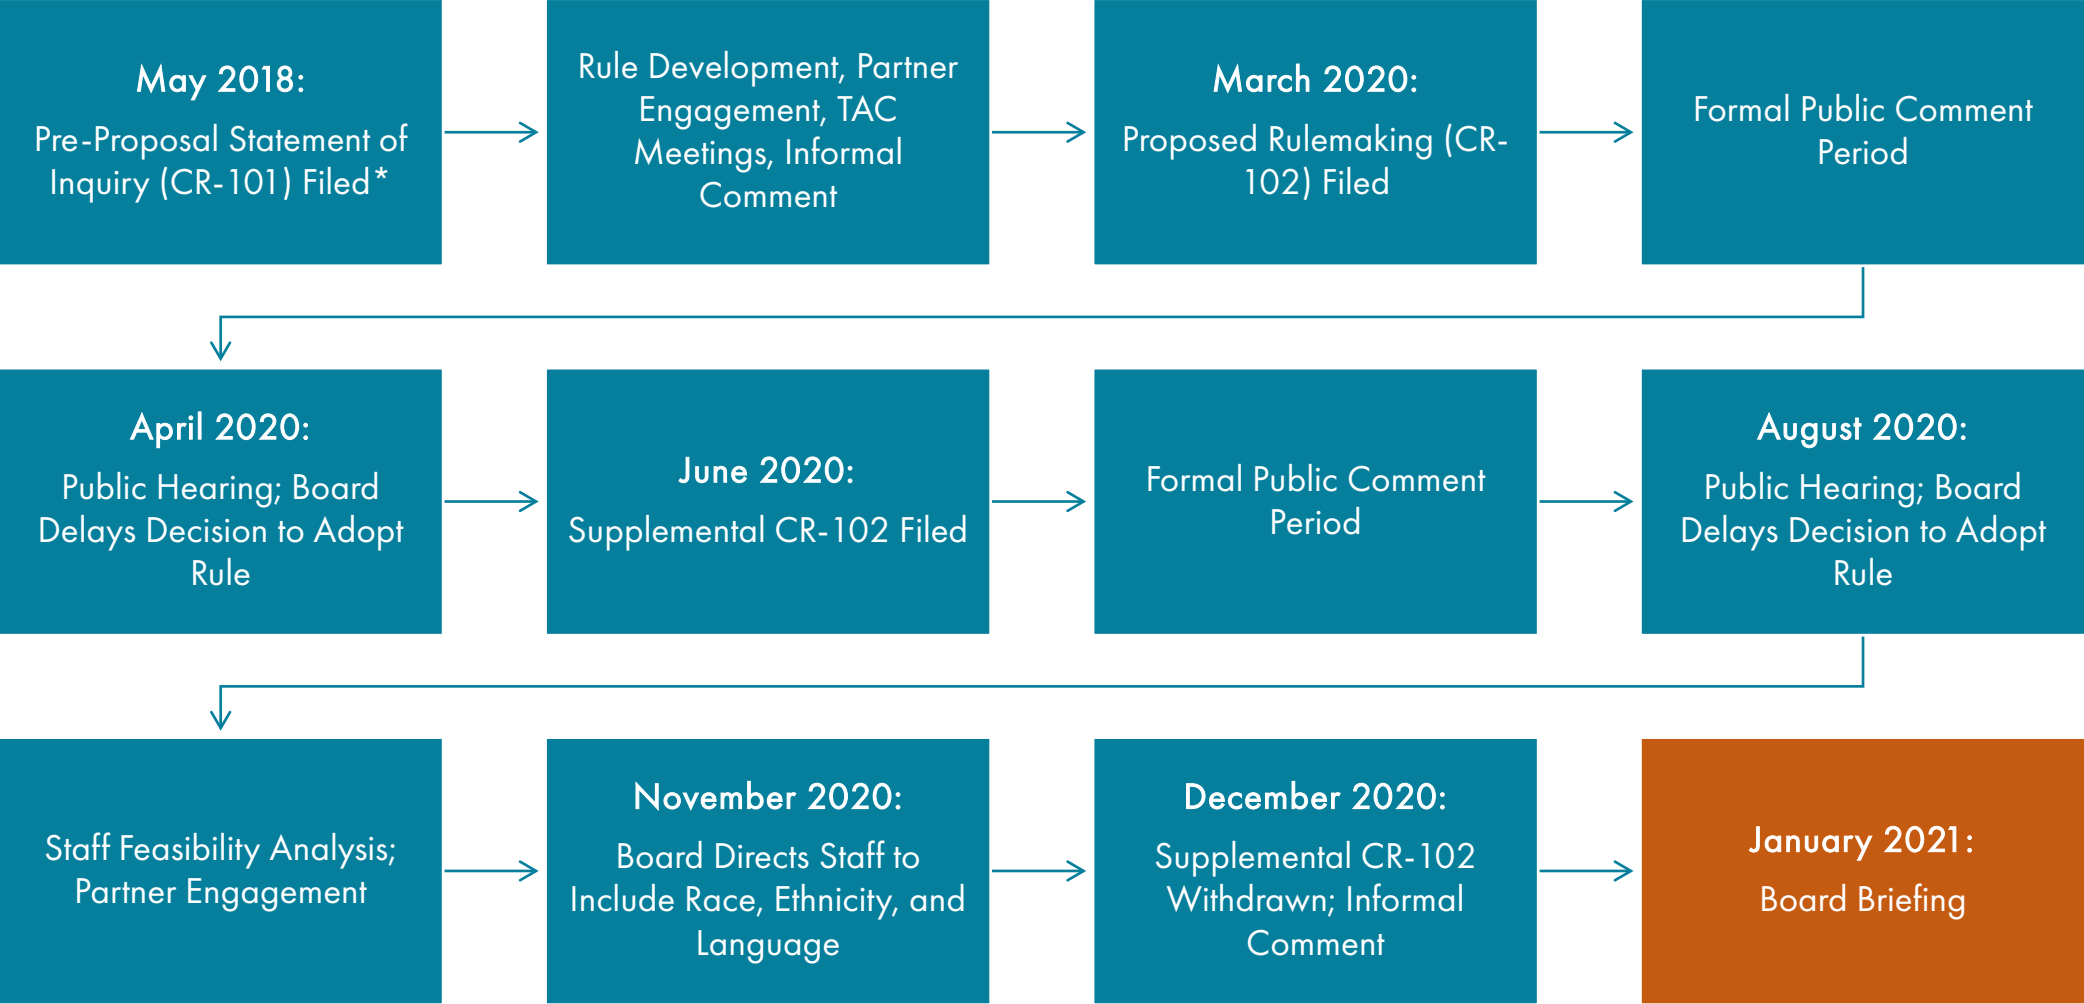 May 2018:
Pre-Proposal Statement of
Inquiry (CR-101) Filed*
Rule Development, Partner
Engagement, TAC
Meetings, Informal
Comment
March 2020:
Proposed Rulemaking (CR-
102) Filed
Formal Public Comment
Period
April 2020:
Public Hearing; Board
Delays Decision to Adopt
Rule
June 2020:
Supplemental CR-102 Filed
Formal Public Comment
Period
August 2020:
Public Hearing; Board
Delays Decision to Adopt
Rule
Staff Feasibility Analysis;
Partner Engagement
November 2020:
Board Directs Staff to
Include Race, Ethnicity, and
Language
December 2020:
Supplemental CR-102
Withdrawn; Informal
Comment
January 2021:
Board Briefing